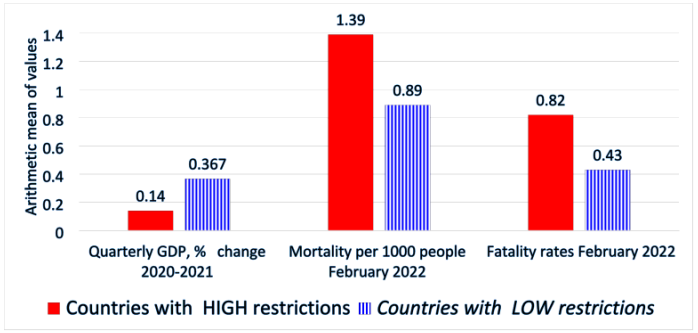 Arithmetic mean of values
1.4
1.2
1
0.8
0.6
0.4
0.2
0
0.14
0.367
1.39
0.89
0.82
0.43
Quarterly GDP, % change
2020-2021
Mortality per 1000 people
February 2022
Fatality rates February 2022
Countries with HIGH restrictions
Countries with LOW restrictions